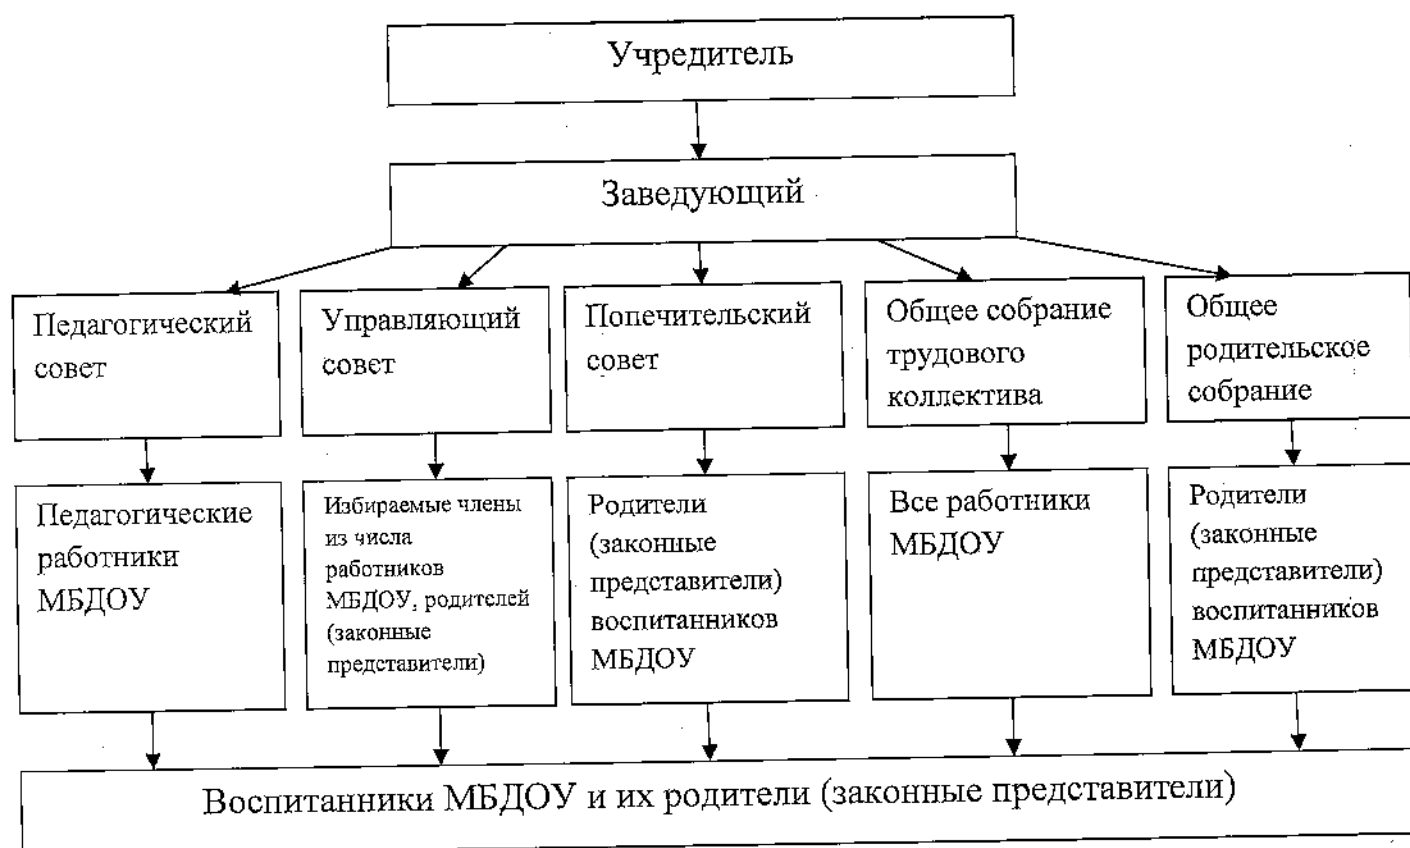 Учредитель
Заведующий
Педагогический
совет
Управляющий
совет
Попечительский
совет
Общее собрание
трудового
коллектива
Общее
родительское
собрание
Педагогические
работники
МБДОУ
Избираемые члены
из числа
работников
МБДОУ, родителей
(законные
представители)
Родители
(законные
представители)
воспитанников
МБДОУ
Все работники
МБДОУ
Родители
(законные
представители)
воспитанников
МБДОУ
Воспитанники МБДОУ и их родители (законные представители)